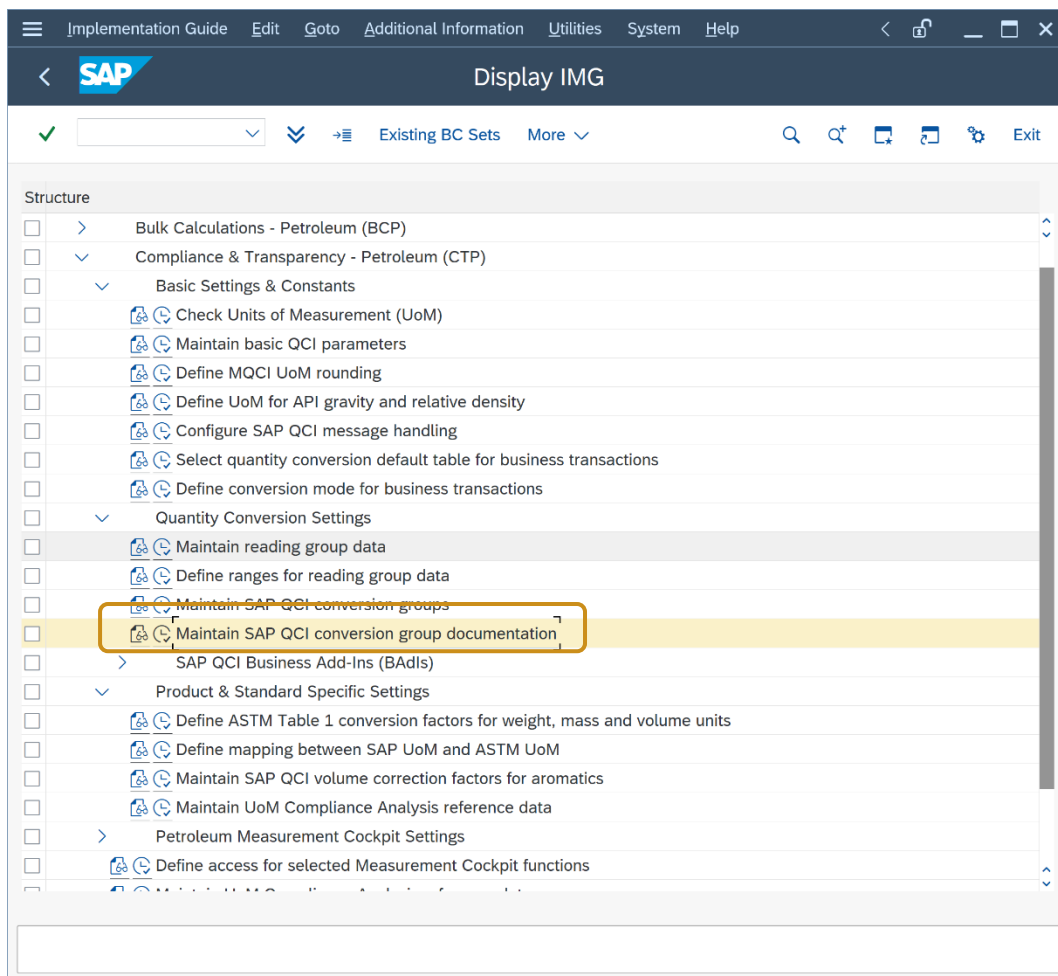 Implementation Guide Edit Goto Additional Information Utilities System Help
SAP Display IMG
Existing BC Sets More Exit
Structure
Bulk Calculations - Petroleum (BCP)
Compliance & Transparency - Petroleum (CTP)
Basic Settings & Constants
Check Units of Measurement (UoM)
Maintain basic QCI parameters
Define MQCI UoM rounding
Define UoM for API gravity and relative density
Configure SAP QCI message handling
Select quantity conversion default table for business transactions
Define conversion mode for business transactions
Quantity Conversion Settings
Maintain reading group data
Define ranges for reading group data
Maintain SAP QCI conversion groups
Maintain SAP QCI conversion group documentation
SAP QCI Business Add-Ins (BAdIs)
Product & Standard Specific Settings
Define ASTM Table 1 conversion factors for weight, mass and volume units
Define mapping between SAP UoM and ASTM UoM
Maintain SAP QCI volume correction factors for aromatics
Maintain UoM Compliance Analysis reference data
Petroleum Measurement Cockpit Settings
Define access for selected Measurement Cockpit functions